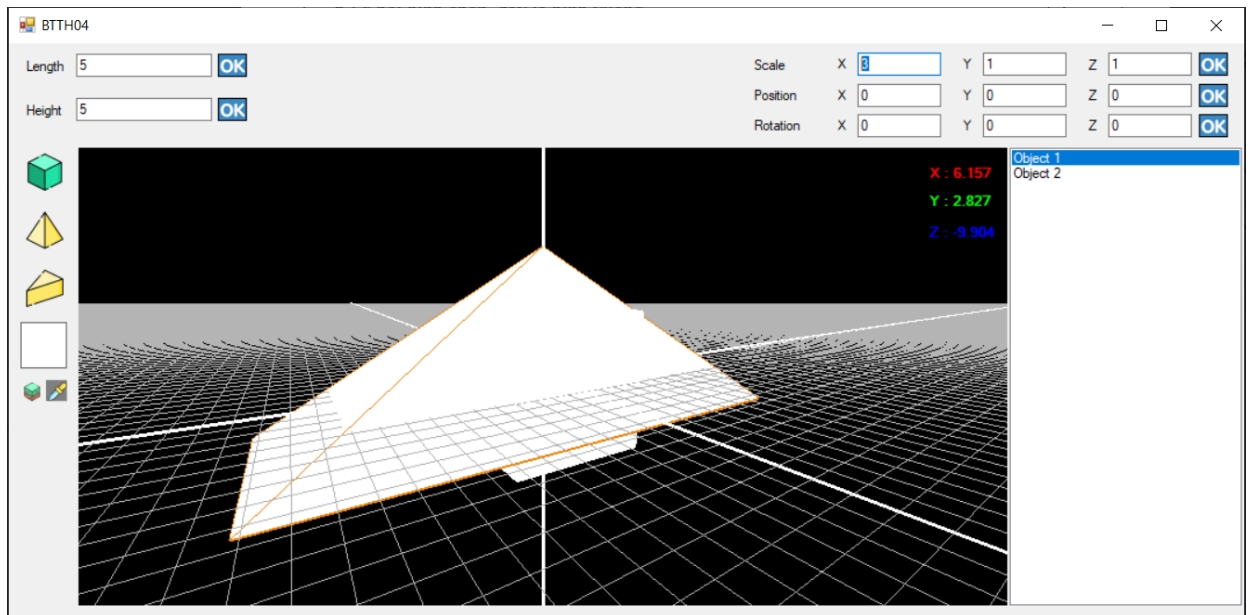 BTTH04
Length 5 OK
Height 5 OK
Scale X 3 Y 1 Z 1 OK
Position X 0 Y 0 Z 0 OK
Rotation X 0 Y 0 Z 0 OK
X : 6.157
Y : 2.827
Z : -9.904
Object 1
Object 2